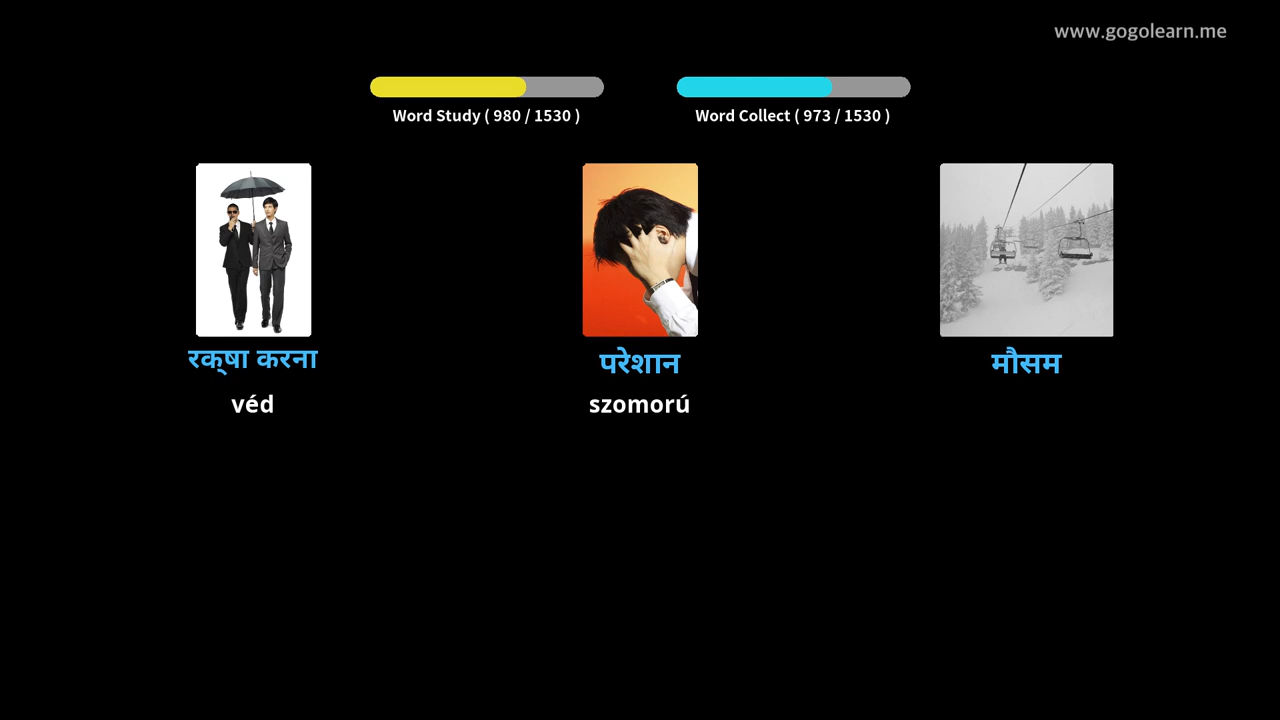 www.gogolearn.me
Word Study ( 980 / 1530 )
Word Collect ( 973 / 1530 )
रक्षा करना
परेशान
मौसम
véd
szomorú